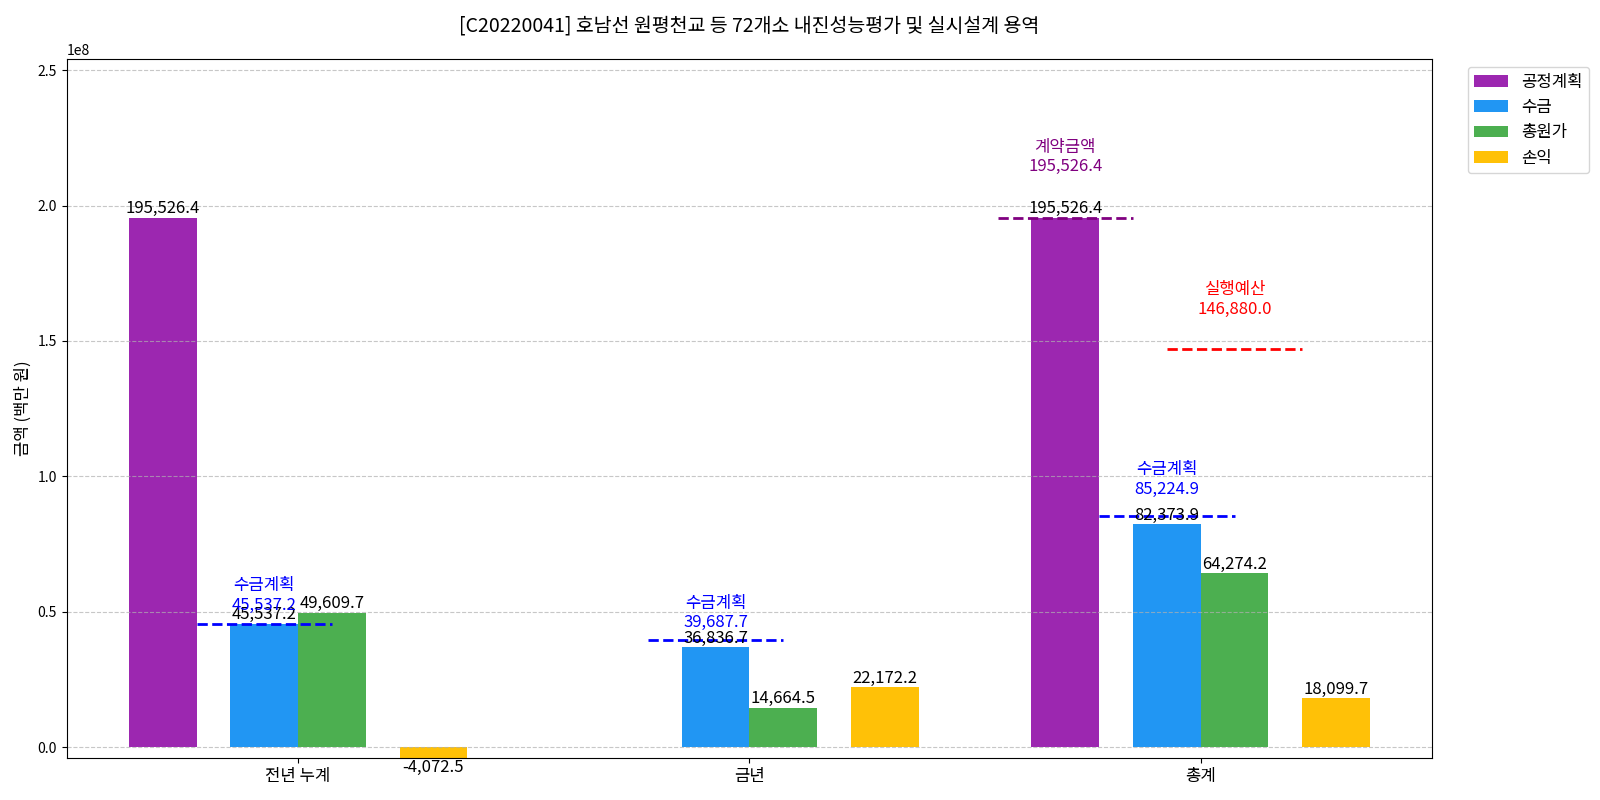 [C20220041] 호남선 원평천교 등 72개소 내진성능평가 및 실시설계 용역
1e8
2.5
2.0
1.5
1.0
0.5
0.0
금액 (백만 원)
공정계획
수금
총원가
손익
계약금액
195,526.4
195,526.4
195,526.4
실행예산
146,880.0
수금계획
85,224.9
82,373.9
64,274.2
18,099.7
수금계획
45,537.2
45,537.2
49,609.7
-4,072.5
수금계획
39,687.7
36,836.7
14,664.5
22,172.2
전년 누계
금년
총계